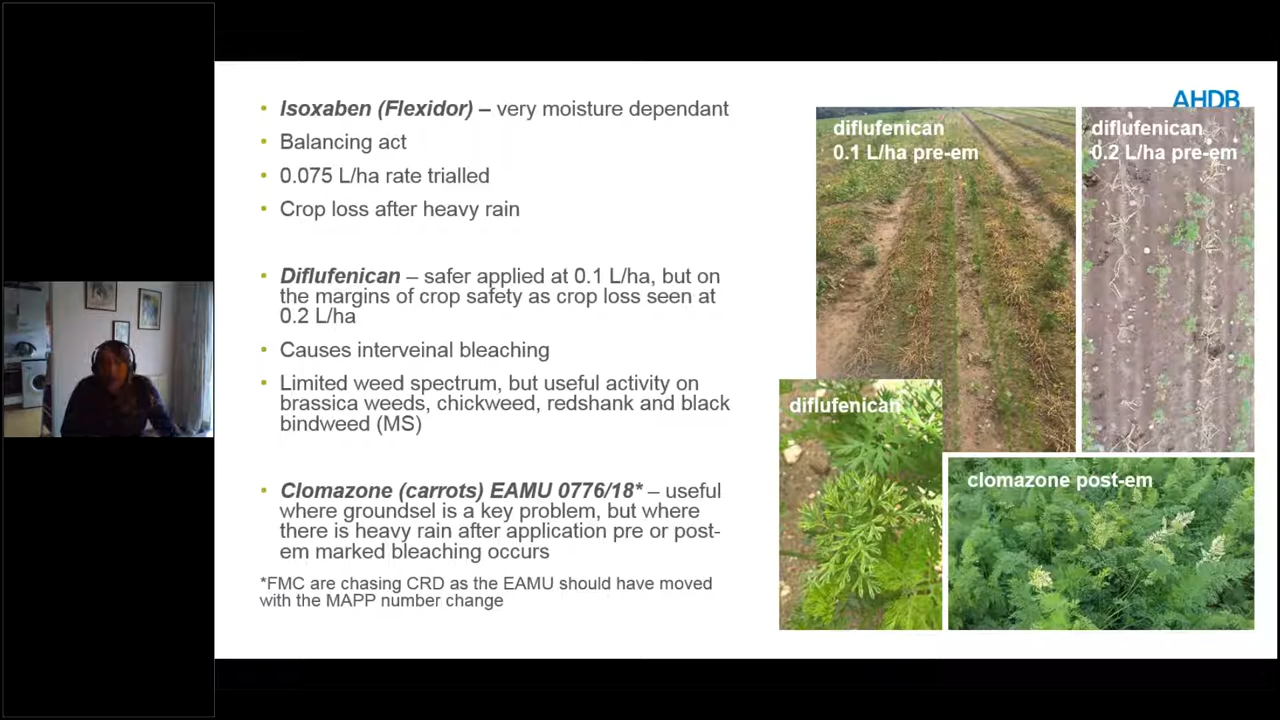 • Isoxaben (Flexidor) – very moisture dependant
• Balancing act
• 0.075 L/ha rate trialled
• Crop loss after heavy rain
• Diflufenican – safer applied at 0.1 L/ha, but on
the margins of crop safety as crop loss seen at
0.2 L/ha
• Causes interveinal bleaching
• Limited weed spectrum, but useful activity on
brassica weeds, chickweed, redshank and black
bindweed (MS)
• Clomazone (carrots) EAMU 0776/18* – useful
where groundsel is a key problem, but where
there is heavy rain after application pre or post-
em marked bleaching occurs
*FMC are chasing CRD as the EAMU should have moved
with the MAPP number change
AHDB
diflufenican
0.1 L/ha pre-em
diflufenican
0.2 L/ha pre-em
diflufenican
clomazone post-em